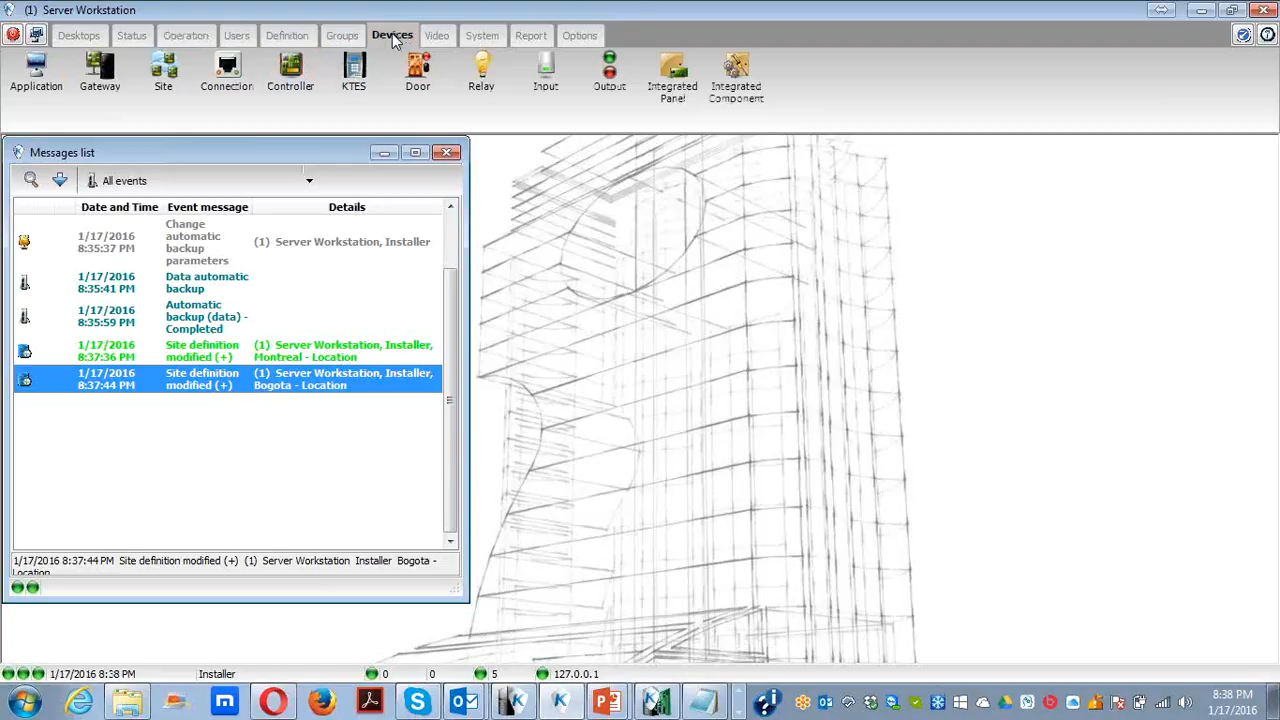 (1) Server Workstation
Desktops Status Operation Users Definition Groups Devices Video System Report Options
Application Gateway Site Connection Controller KTES Door Relay Input Output Integrated Panel Integrated Component
Messages list
All events
Date and Time Event message Details
1/17/2016 8:35:37 PM Change automatic backup parameters (1) Server Workstation, Installer
1/17/2016 8:35:41 PM Data automatic backup
1/17/2016 8:35:59 PM Automatic backup (data) - Completed
1/17/2016 8:37:36 PM Site definition modified (+) (1) Server Workstation, Installer, Montreal - Location
1/17/2016 8:37:44 PM Site definition modified (+) (1) Server Workstation, Installer, Bogota - Location
1/17/2016 8:37:44 PM Site definition modified (+) (1) Server Workstation Installer Bogota -
Location
1/17/2016 8:38 PM Installer 0 0 5 127.0.0.1
8:38 PM
1/17/2016